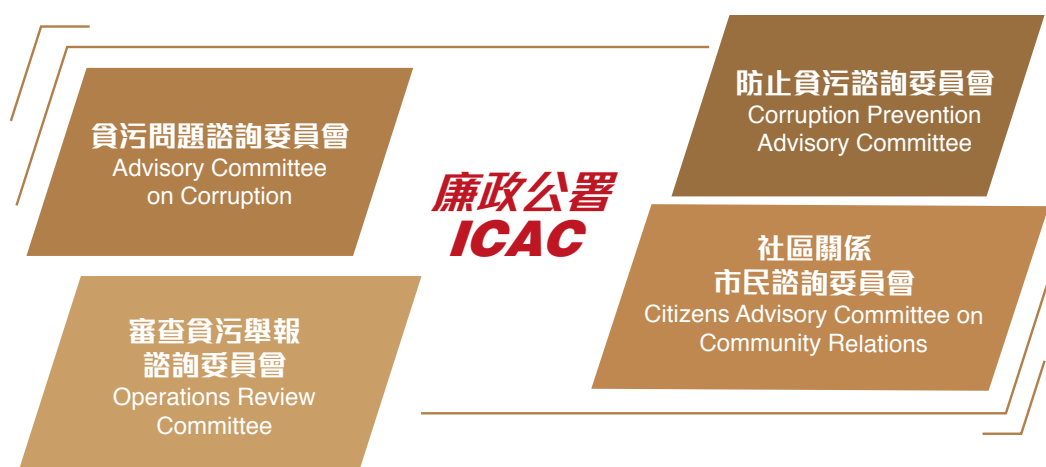 貪污問題諮詢委員會
Advisory Committee
on Corruption
防止貪污諮詢委員會
Corruption Prevention
Advisory Committee
廉政公署
ICAC
審查貪污舉報
諮詢委員會
Operations Review
Committee
社區關係
市民諮詢委員會
Citizens Advisory Committee on
Community Relations